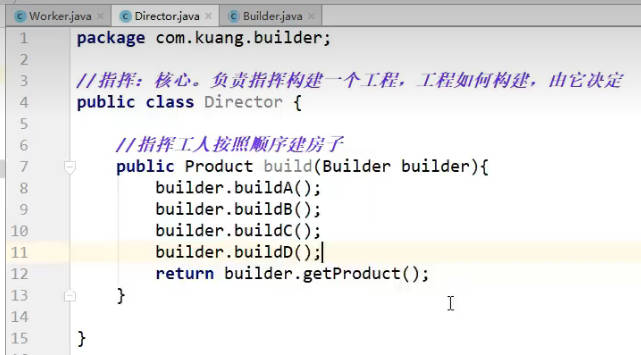 Worker.java × Director.java × Builder.java ×
1 package com.kuang.builder;
2
3 //指挥：核心。负责指挥构建一个工程，工程如何构建，由它决定
4 public class Director {
5
6 //指挥工人按照顺序建房子
7 public Product build(Builder builder){
8 builder.buildA();
9 builder.buildB();
10 builder.buildC();
11 builder.buildD();
12 return builder.getProduct();
13 }
14
15 }